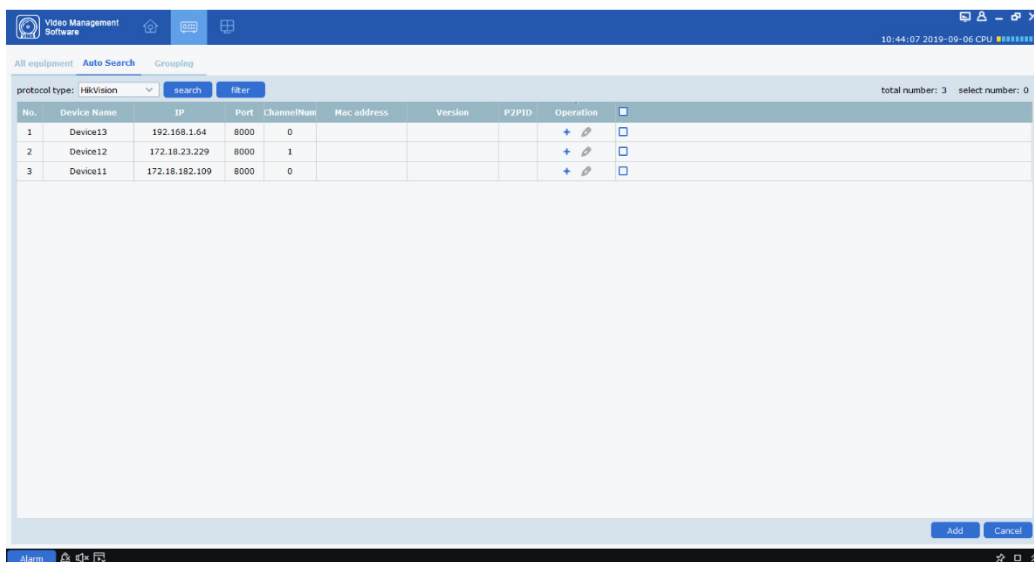 Video Management
Software
10:44:07 2019-09-06 CPU
All equipment Auto Search Grouping
protocol type: HikVision search filter total number: 3 select number: 0
No. Device Name IP Port ChannelNum Mac address Version P2PID Operation
1 Device13 192.168.1.64 8000 0
2 Device12 172.18.23.229 8000 1
3 Device11 172.18.182.109 8000 0
Add Cancel
Alarm